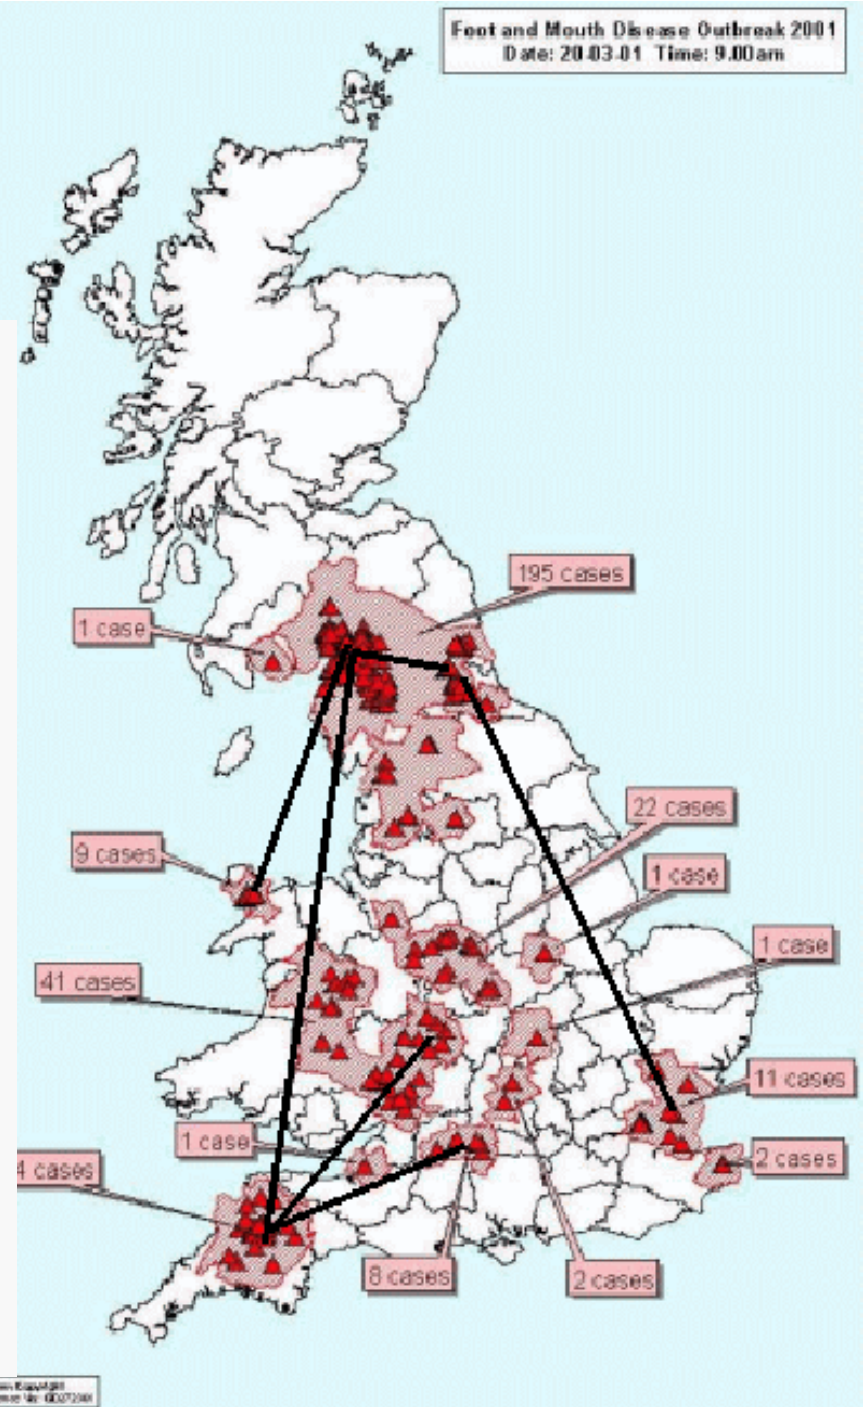 Foot and Mouth Disease Outbreak 2001
Date: 20-03-01 Time: 9.00am
195 cases
1 case
22 cases
9 cases
1 case
1 case
41 cases
11 cases
1 case
4 cases
2 cases
8 cases
2 cases